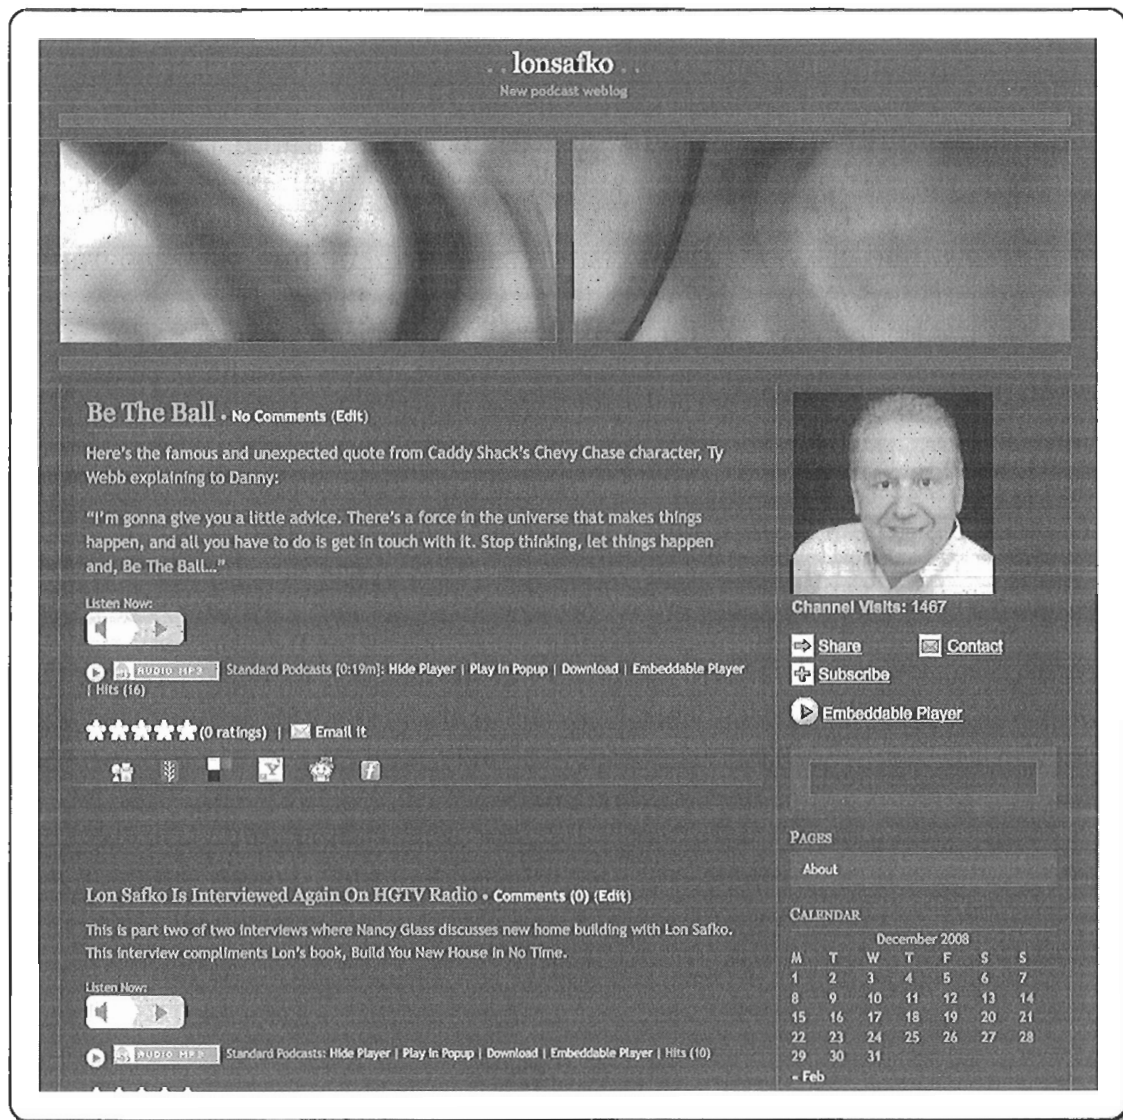 . . lonsafko . .
New podcast weblog
Be The Ball • No Comments (Edit)
Here's the famous and unexpected quote from Caddy Shack's Chevy Chase character, Ty
Webb explaining to Danny:
“I'm gonna give you a little advice. There's a force in the universe that makes things
happen, and all you have to do is get in touch with it. Stop thinking, let things happen
and, Be The Ball...”
Listen Now:
AUDIO MP3 Standard Podcasts [0:19m]: Hide Player | Play in Popup | Download | Embeddable Player
| Hits (16)
(0 ratings) | Email it
Lon Safko Is Interviewed Again On HGTV Radio • Comments (0) (Edit)
This is part two of two interviews where Nancy Glass discusses new home building with Lon Safko.
This interview compliments Lon's book, Build You New House in No Time.
Listen Now:
AUDIO MP3 Standard Podcasts: Hide Player | Play in Popup | Download | Embeddable Player | Hits (10)
Channel Visits: 1467
Share Contact
Subscribe
Embeddable Player
Pages
About
Calendar
December 2008
M T W T F S S
1 2 3 4 5 6 7
8 9 10 11 12 13 14
15 16 17 18 19 20 21
22 23 24 25 26 27 28
29 30 31
« Feb